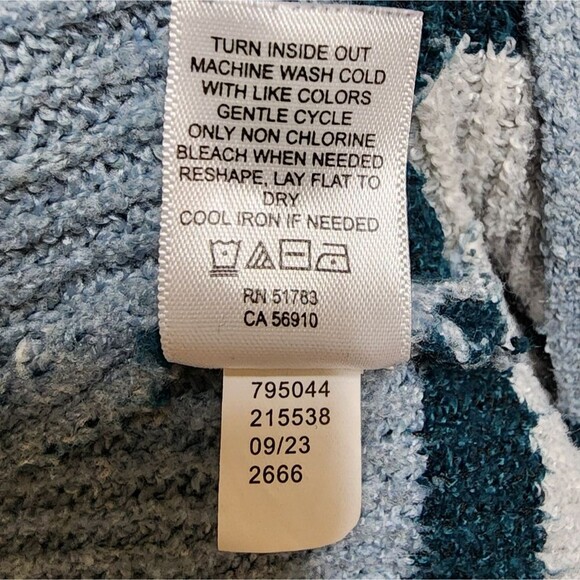 TURN INSIDE OUT
MACHINE WASH COLD
WITH LIKE COLORS
GENTLE CYCLE
ONLY NON CHLORINE
BLEACH WHEN NEEDED
RESHAPE, LAY FLAT TO
DRY
COOL IRON IF NEEDED
RN 51783
CA 56910
795044
215538
09/23
2666